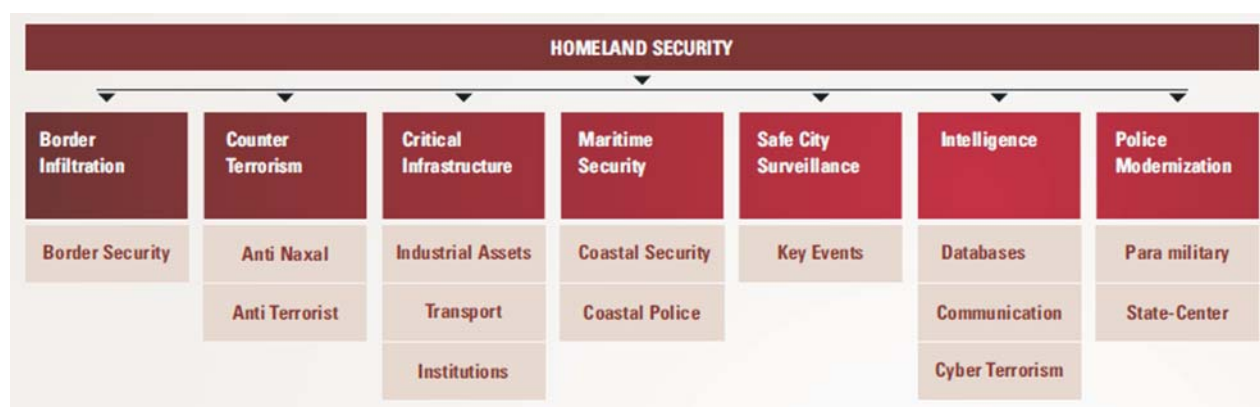 HOMELAND SECURITY
Border
Infiltration
Counter
Terrorism
Critical
Infrastructure
Maritime
Security
Safe City
Surveillance
Intelligence
Police
Modernization
Border Security
Anti Naxal
Industrial Assets
Coastal Security
Key Events
Databases
Para military
Anti Terrorist
Transport
Coastal Police
Communication
State-Center
Institutions
Cyber Terrorism